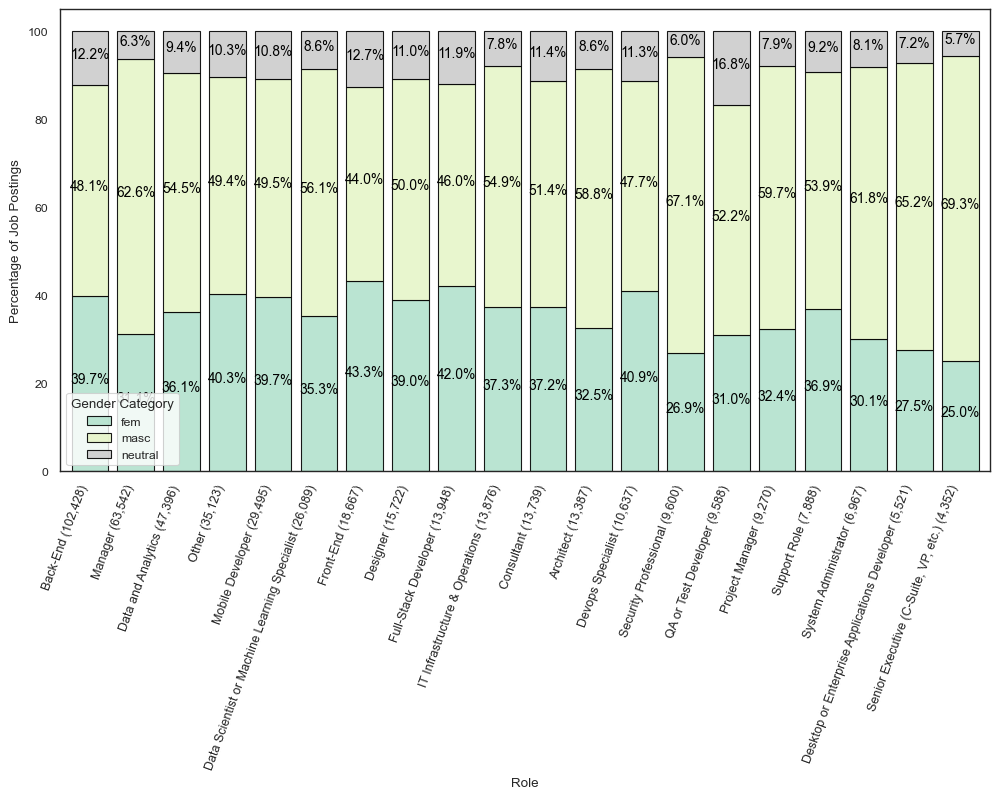 100
80
60
40
20
0
Percentage of Job Postings
12.2% 6.3% 9.4% 10.3% 10.8% 8.6% 12.7% 11.0% 11.9% 7.8% 11.4% 8.6% 11.3% 6.0% 16.8% 7.9% 9.2% 8.1% 7.2% 5.7%
48.1% 62.6% 54.5% 49.4% 49.5% 56.1% 44.0% 50.0% 46.0% 54.9% 51.4% 58.8% 47.7% 67.1% 52.2% 59.7% 53.9% 61.8% 65.2% 69.3%
39.7% 36.1% 40.3% 39.7% 35.3% 43.3% 39.0% 42.0% 37.3% 37.2% 32.5% 40.9% 26.9% 31.0% 32.4% 36.9% 30.1% 27.5% 25.0%
Gender Category
fem
masc
neutral
Back-End (102,428)
Manager (63,542)
Data and Analytics (47,396)
Other (35,123)
Mobile Developer (29,495)
Data Scientist or Machine Learning Specialist (26,089)
Front-End (18,667)
Designer (15,722)
Full-Stack Developer (13,948)
IT Infrastructure & Operations (13,876)
Consultant (13,739)
Architect (13,387)
Devops Specialist (10,637)
Security Professional (9,600)
QA or Test Developer (9,588)
Project Manager (9,270)
Support Role (7,888)
System Administrator (6,967)
Desktop or Enterprise Applications Developer (5,521)
Senior Executive (C-Suite, VP, etc.) (4,352)
Role